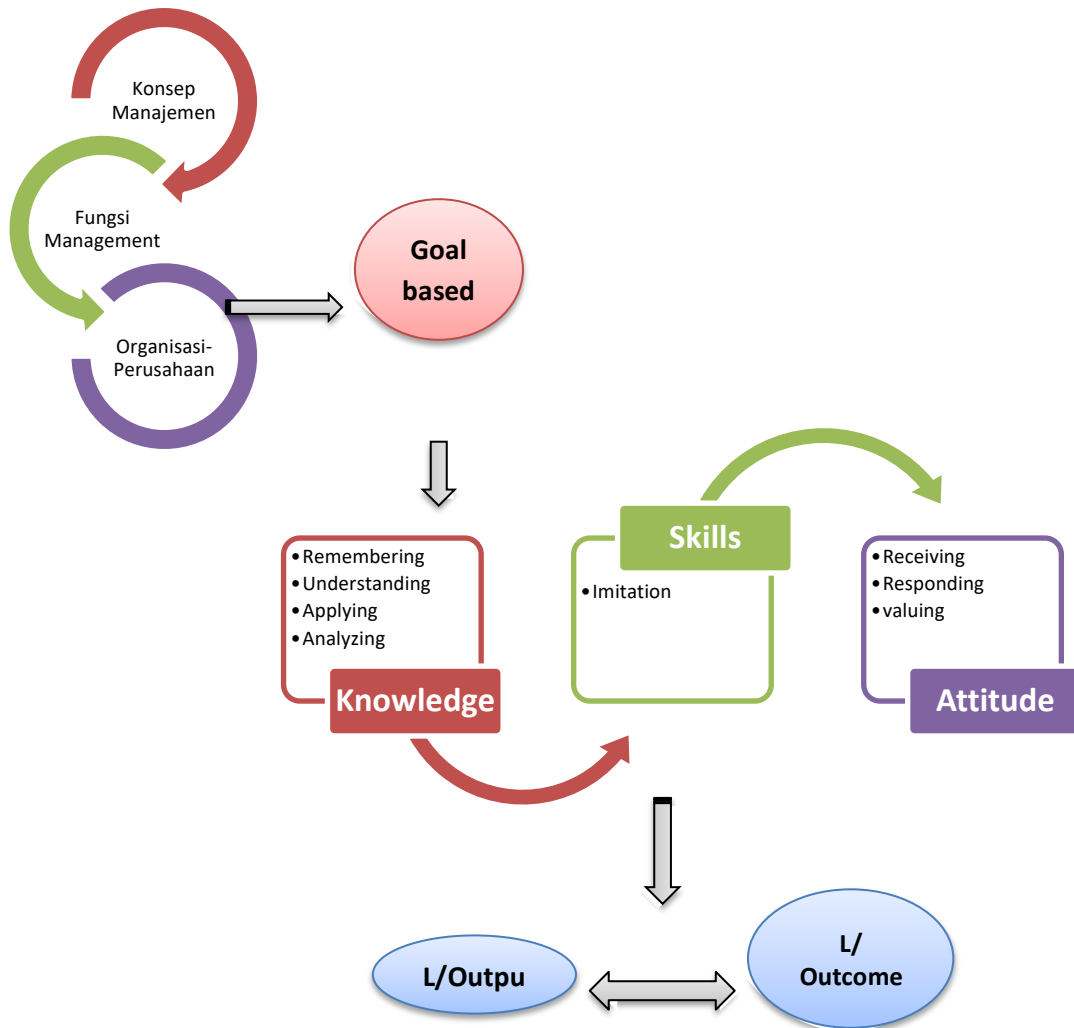 Konsep
Manajemen
Fungsi
Management
Organisasi-
Perusahaan
Goal
based
• Remembering
• Understanding
• Applying
• Analyzing
Knowledge
Skills
• Imitation
• Receiving
• Responding
• valuing
Attitude
L/Outpu
L/
Outcome